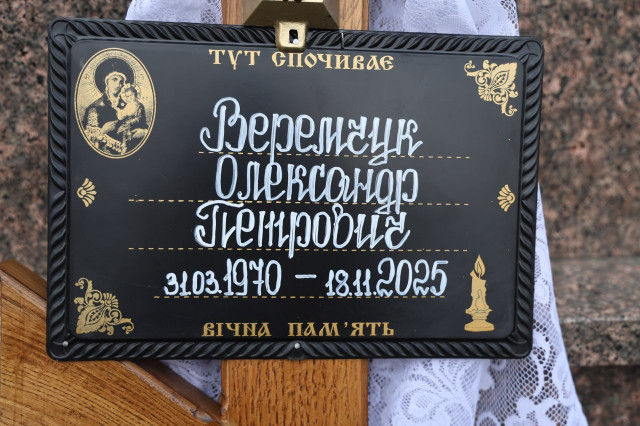 ТУТ СПОЧИВАЄ
Веремчук
Олександр
Петрович
31.03.1970 - 18.11.2025
ВІЧНА ПАМ'ЯТЬ